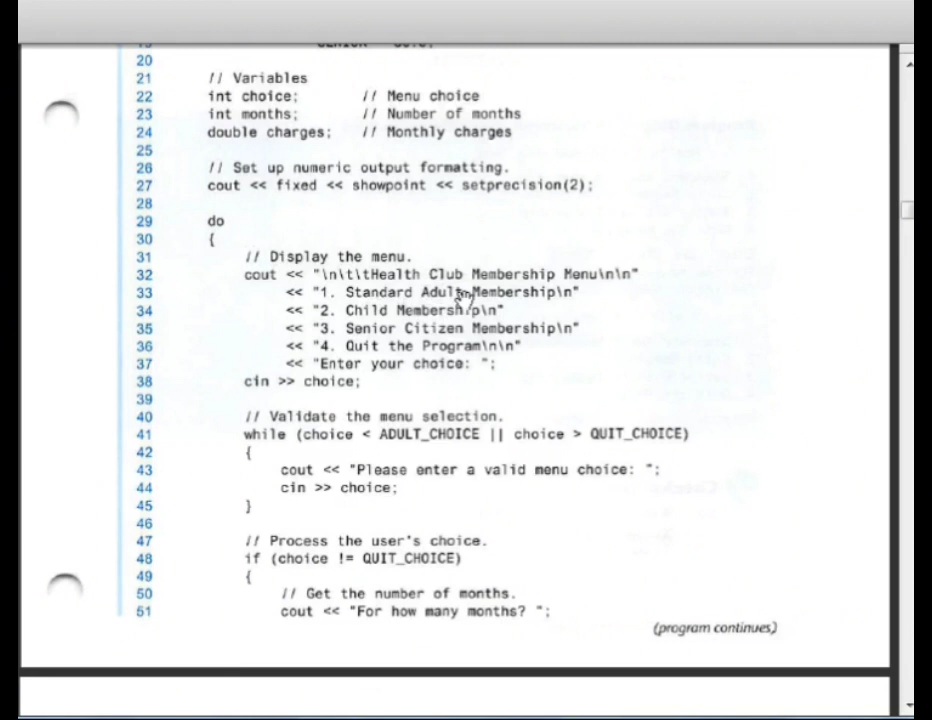 20
21 // Variables
22 int choice; // Menu choice
23 int months; // Number of months
24 double charges; // Monthly charges
25
26 // Set up numeric output formatting.
27 cout << fixed << showpoint << setprecision(2);
28
29 do
30 {
31 // Display the menu.
32 cout << "\n\t\tHealth Club Membership Menu\n\n"
33 << "1. Standard Adult Membership\n"
34 << "2. Child Membership\n"
35 << "3. Senior Citizen Membership\n"
36 << "4. Quit the Program\n\n"
37 << "Enter your choice: ";
38 cin >> choice;
39
40 // Validate the menu selection.
41 while (choice < ADULT_CHOICE || choice > QUIT_CHOICE)
42 {
43 cout << "Please enter a valid menu choice: ";
44 cin >> choice;
45 }
46
47 // Process the user's choice.
48 if (choice != QUIT_CHOICE)
49 {
50 // Get the number of months.
51 cout << "For how many months? ";
(program continues)